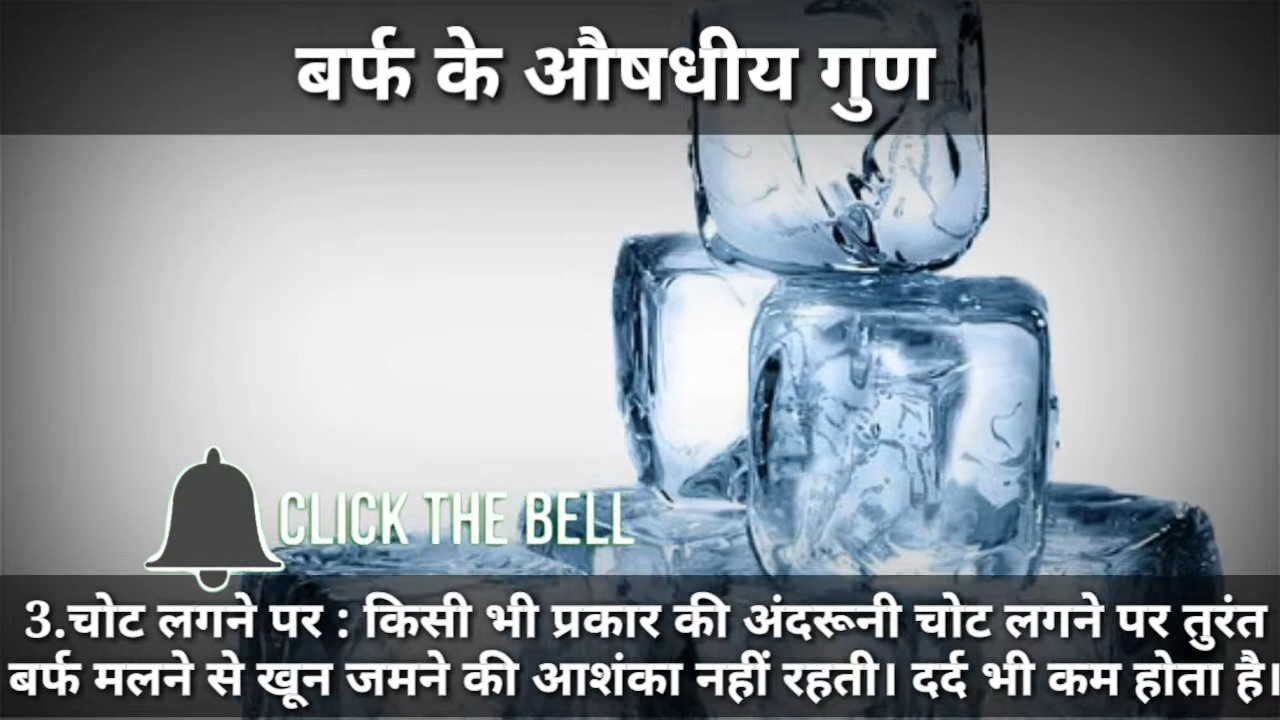 बर्फ के औषधीय गुण
CLICK THE BELL
3.चोट लगने पर : किसी भी प्रकार की अंदरूनी चोट लगने पर तुरंत
बर्फ मलने से खून जमने की आशंका नहीं रहती। दर्द भी कम होता है।